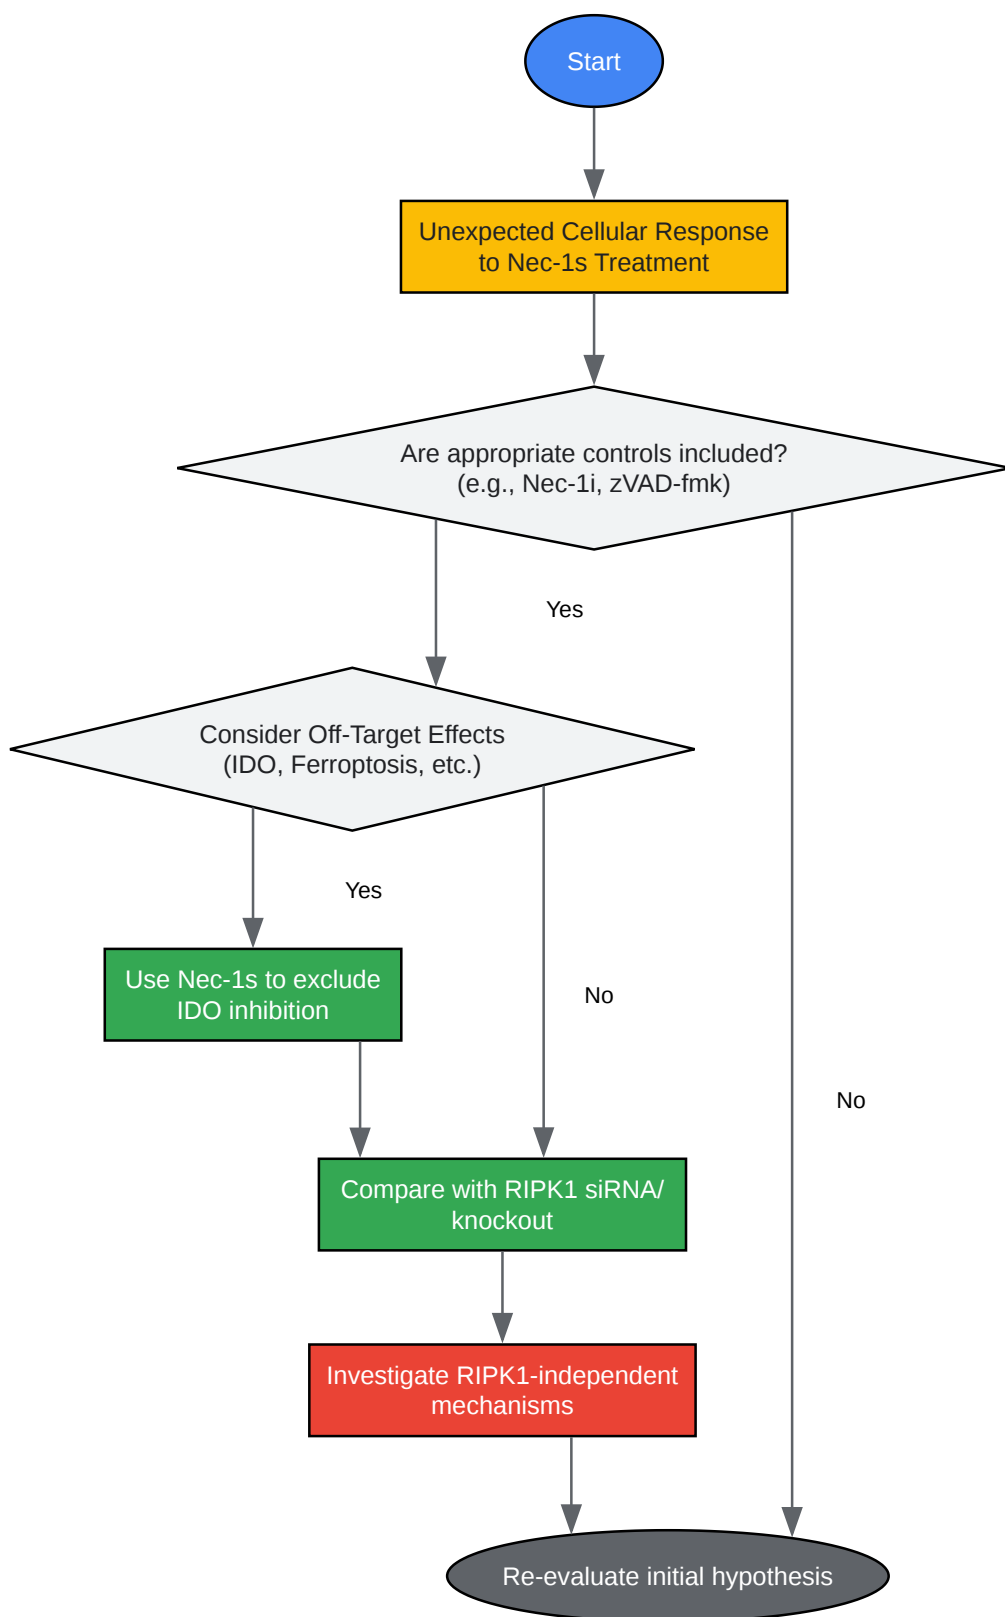 Start
Unexpected Cellular Response
to Nec-1s Treatment
Are appropriate controls included?
(e.g., Nec-1i, zVAD-fmk)
Yes
Consider Off-Target Effects
(IDO, Ferroptosis, etc.)
Yes
Use Nec-1s to exclude
IDO inhibition
No
No
Compare with RIPK1 siRNA/
knockout
Investigate RIPK1-independent
mechanisms
Re-evaluate initial hypothesis